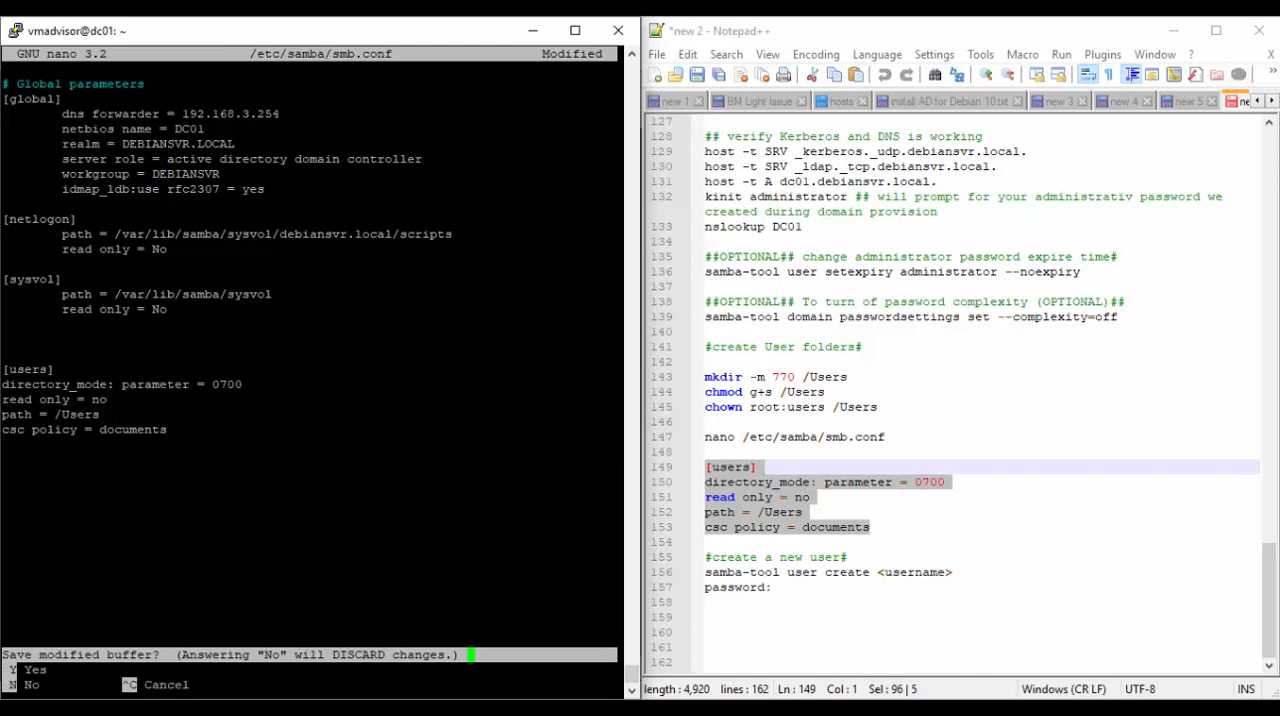 vmadvisor@dc01: ~
GNU nano 3.2 /etc/samba/smb.conf Modified
# Global parameters
[global]
dns forwarder = 192.168.3.254
netbios name = DC01
realm = DEBIANSVR.LOCAL
server role = active directory domain controller
workgroup = DEBIANSVR
idmap_ldb:use rfc2307 = yes
[netlogon]
path = /var/lib/samba/sysvol/debiansvr.local/scripts
read only = No
[sysvol]
path = /var/lib/samba/sysvol
read only = No
[users]
directory_mode: parameter = 0700
read only = no
path = /Users
csc policy = documents
Save modified buffer? (Answering "No" will DISCARD changes.)
Y Yes
N No ^C Cancel
*new 2 - Notepad++
File Edit Search View Encoding Language Settings Tools Macro Run Plugins Window ? X
new 1 BM Light Issue hosts install AD for Debian 10.txt new 3 new 4 new 5 ne
127
128 ## verify Kerberos and DNS is working
129 host -t SRV _kerberos._udp.debiansvr.local.
130 host -t SRV _ldap._tcp.debiansvr.local.
131 host -t A dc01.debiansvr.local.
132 kinit administrator ## will prompt for your administrativ password we
created during domain provision
133 nslookup DC01
134
135 ##OPTIONAL## change administrator password expire time#
136 samba-tool user setexpiry administrator --noexpiry
137
138 ##OPTIONAL## To turn of password complexity (OPTIONAL)##
139 samba-tool domain passwordsettings set --complexity=off
140
141 #create User folders#
142
143 mkdir -m 770 /Users
144 chmod g+s /Users
145 chown root:users /Users
146
147 nano /etc/samba/smb.conf
148
149 [users]
150 directory_mode: parameter = 0700
151 read only = no
152 path = /Users
153 csc policy = documents
154
155 #create a new user#
156 samba-tool user create <username>
157 password:
158
159
160
161
162
length : 4,920 lines : 162 Ln : 149 Col : 1 Sel : 96 | 5 Windows (CR LF) UTF-8 INS